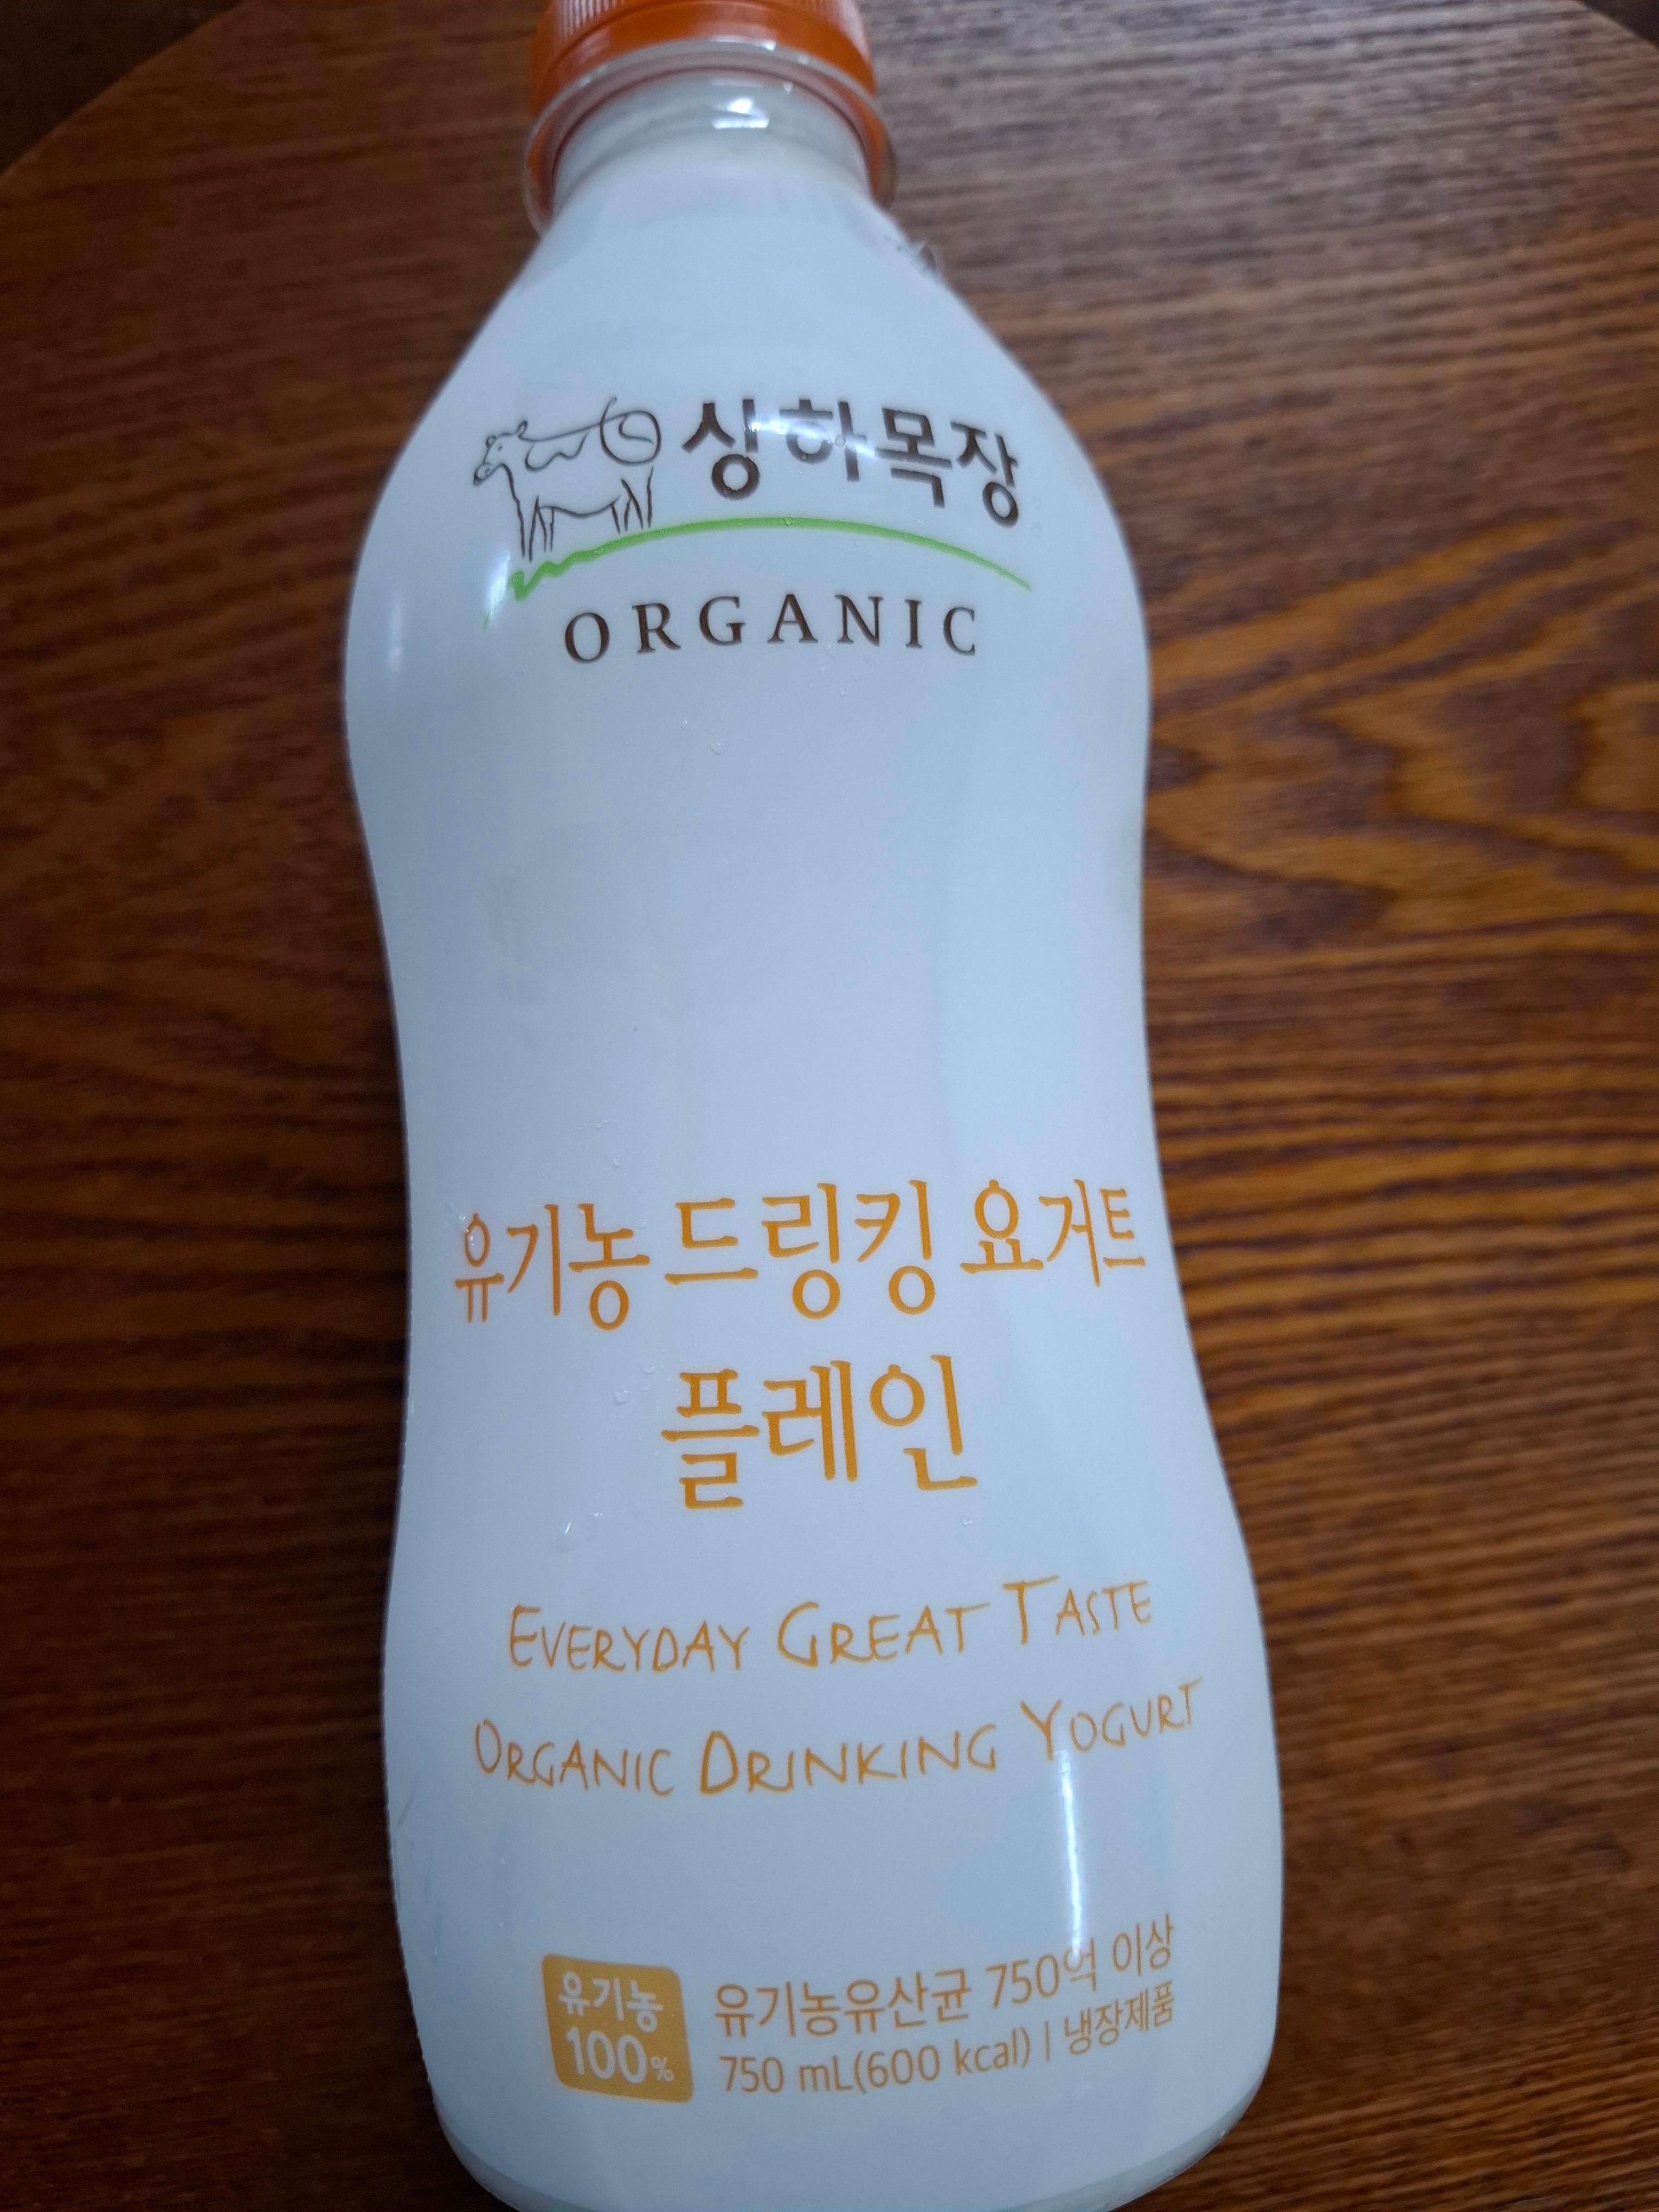 상하목장
ORGANIC
유기농 드링킹 요거트
플레인
EVERYDAY GREAT TASTE
ORGANIC DRINKING YOGURT
유기농
100%
유기농유산균 750억 이상
750 mL(600 kcal) | 냉장제품